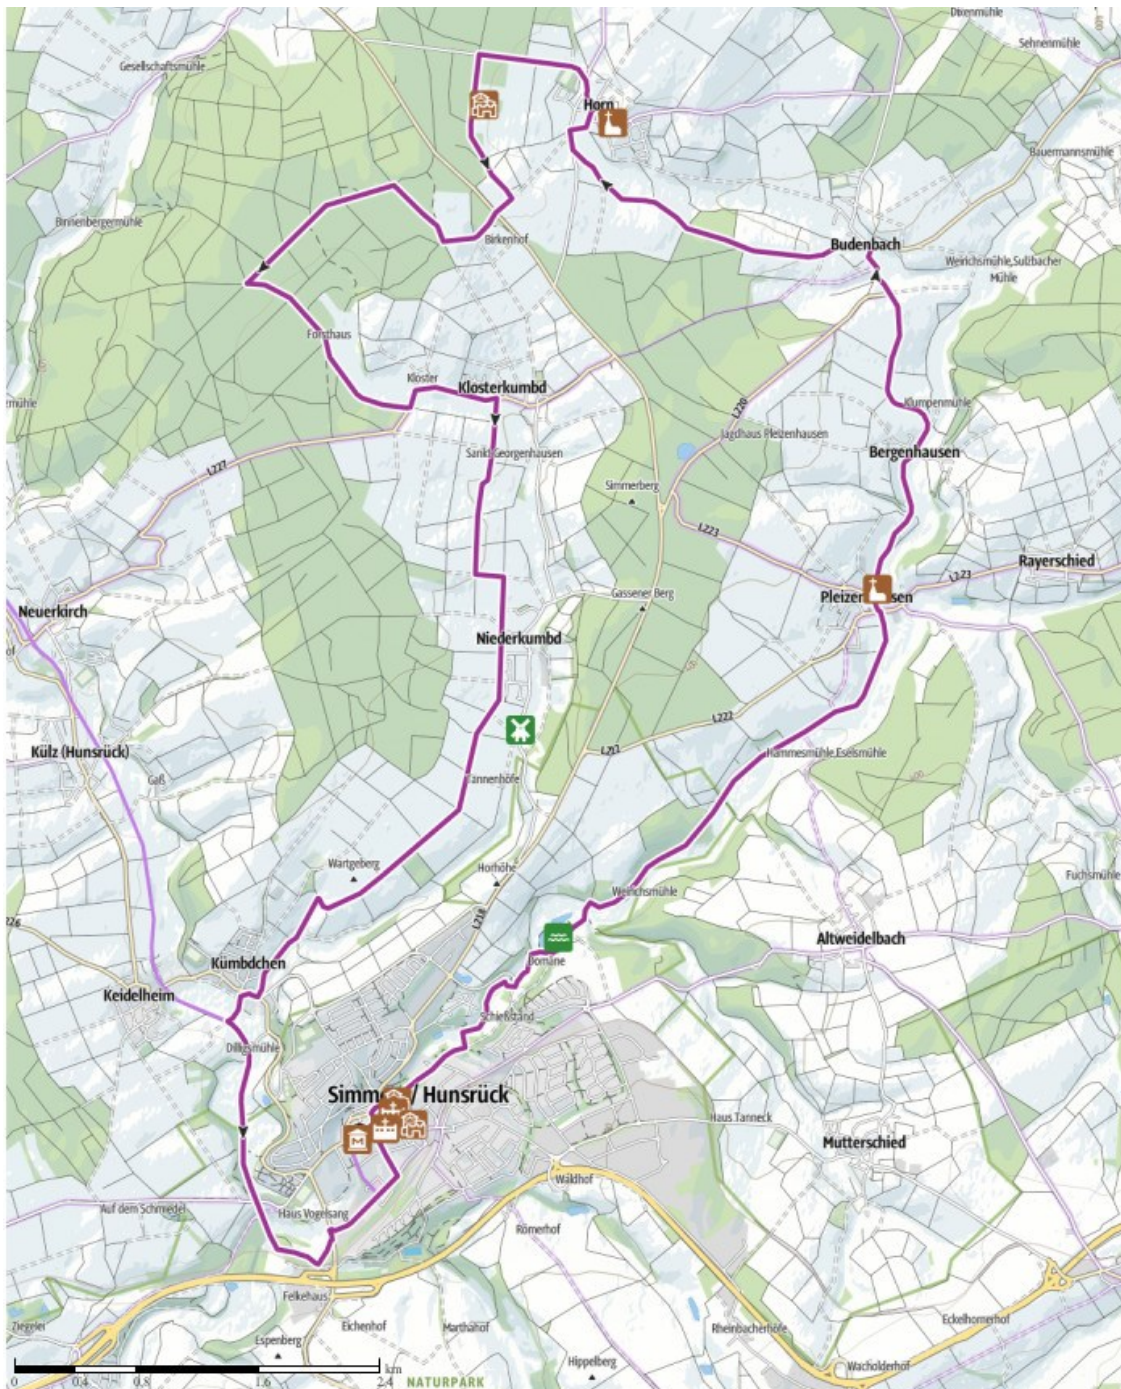 Dixenmühle
400
Sehnenmühle
Gesellschaftsmühle
Horn
Bauermannsmühle
Binnenbergermühle
Birkenhof
Budenbach
Weirichsmühle,Sulzbacher
Mühle
Forsthaus
Kloster
Klosterkumbd
zmühle
Klumpenmühle
L220
Jagdhaus Pleizenhausen
Bergenhausen
Sankt Georgenhausen
L227
Simmerberg
L223
Rayerschied
L223
Gassener Berg
Neuerkirch
Niederkumbd
L222
Külz (Hunsrück)
Hammesmühle,Eselsmühle
Gaß
Tannenhöfe
Wartgeberg
Horhöhe
Weirichsmühle
Fuchsmühle
L218
Altweidelbach
Kümbdchen
Domäne
Keidelheim
Schießstand
Dilligsmühle
Hunsrück
Haus Tanneck
Mutterschied
Waldhof
Auf dem Schmiedel
Haus Vogelsang
Römerhof
Felkehaus
Ziegelei
Eichenhof
Marthahof
Rheinbacherhöfe
Eckelhornerhof
Espenberg
Hippelberg
Wacholderhof
km
0 0.4 0.8 1.6 2.4
NATURPARK